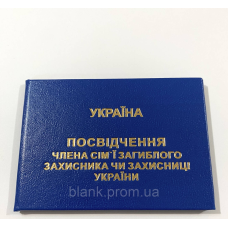 УКРАЇНА
ПОСВІДЧЕННЯ
ЧЛЕНА СІМ'Ї ЗАГИБЛОГО
ЗАХИСНИКА ЧИ ЗАХИСНИЦІ
УКРАЇНИ
blank.prom.ua